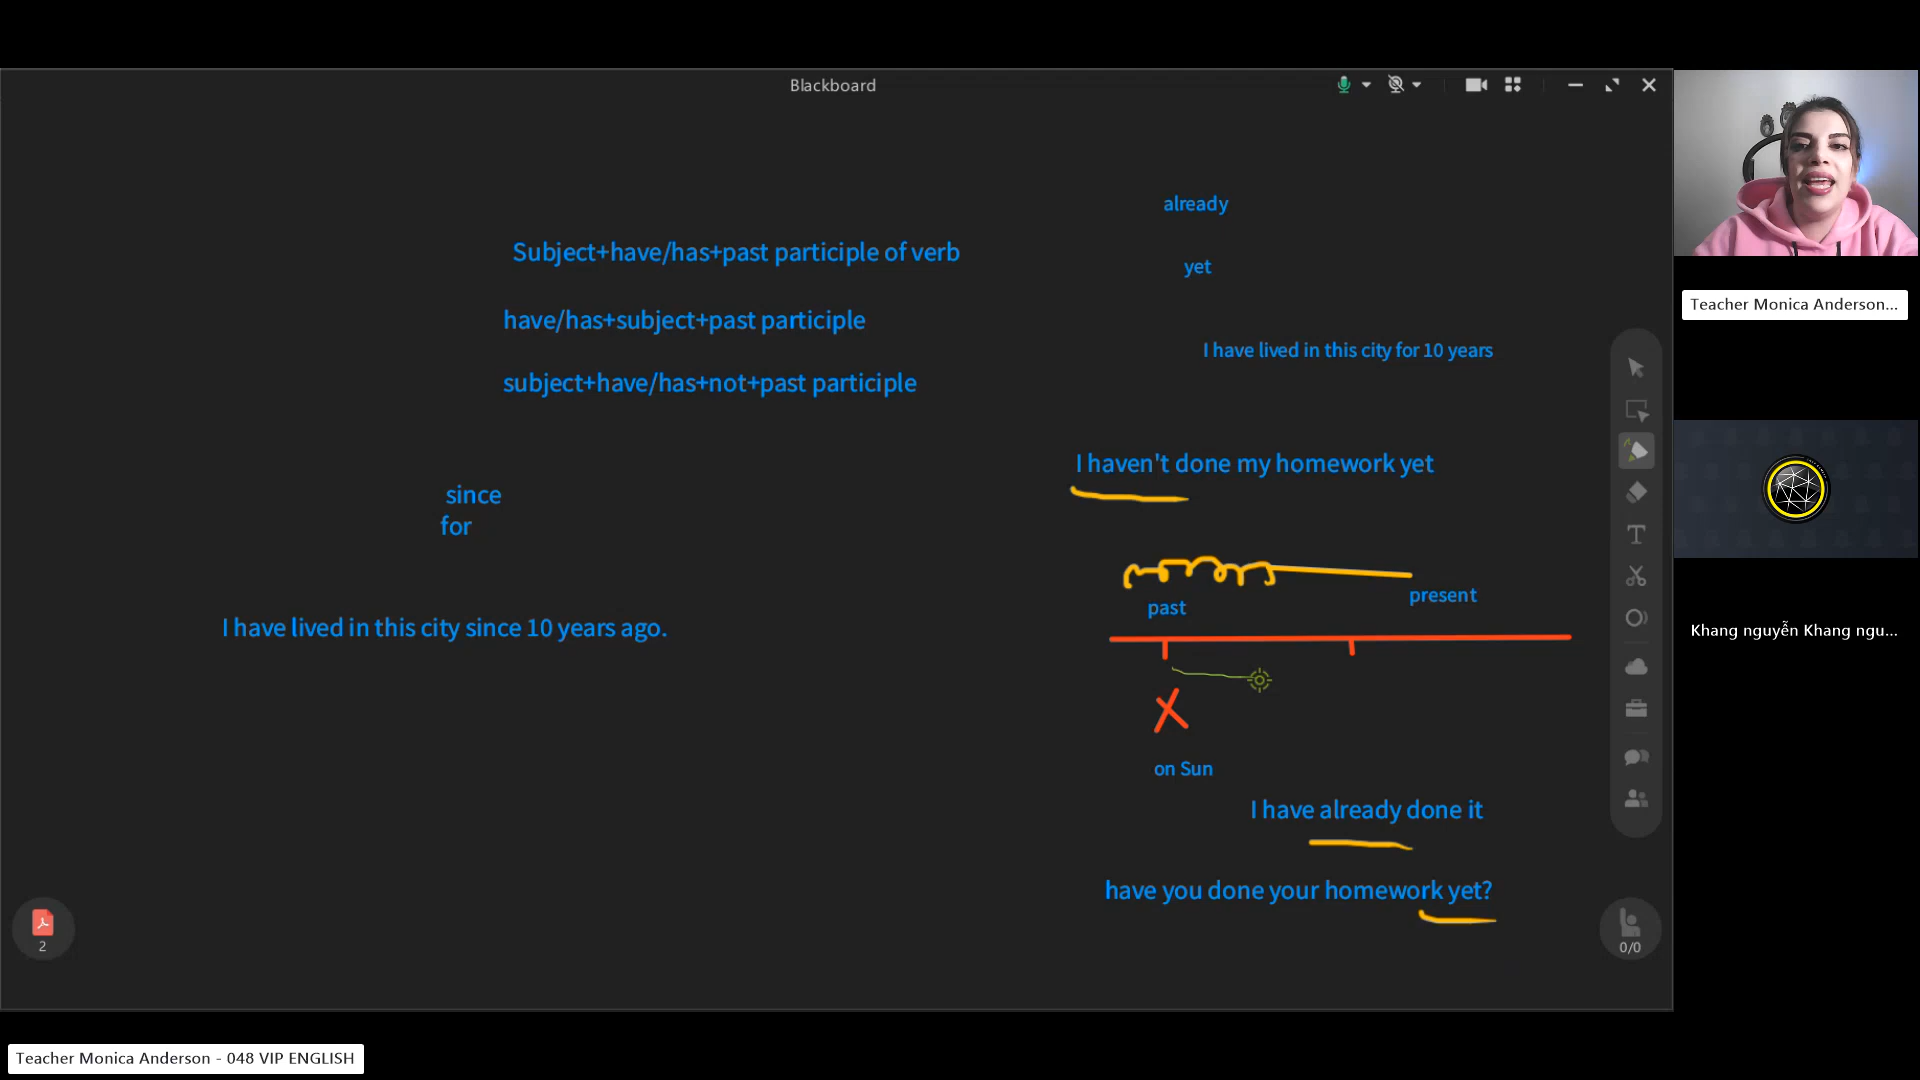 Blackboard
already
Subject+have/has+past participle of verb
yet
have/has+subject+past participle
I have lived in this city for 10 years
subject+have/has+not+past participle
I haven't done my homework yet
since
for
past
present
I have lived in this city since 10 years ago.
X
on Sun
I have already done it
have you done your homework yet?
2
0/0
Teacher Monica Anderson...
Khang nguyễn Khang ngu...
Teacher Monica Anderson - 048 VIP ENGLISH